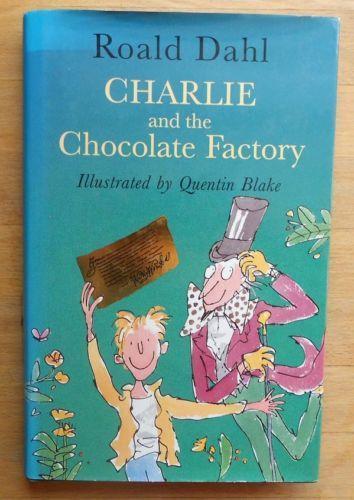 Roald Dahl
CHARLIE
and the
Chocolate Factory
Illustrated by Quentin Blake